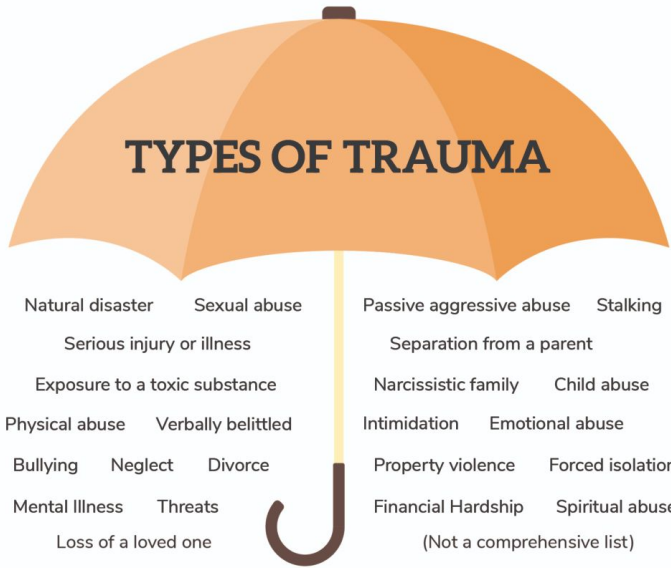 TYPES OF TRAUMA
Natural disaster Sexual abuse Passive aggressive abuse Stalking
Serious injury or illness Separation from a parent
Exposure to a toxic substance Narcissistic family Child abuse
Physical abuse Verbally belittled Intimidation Emotional abuse
Bullying Neglect Divorce Property violence Forced isolation
Mental Illness Threats Financial Hardship Spiritual abuse
Loss of a loved one (Not a comprehensive list)